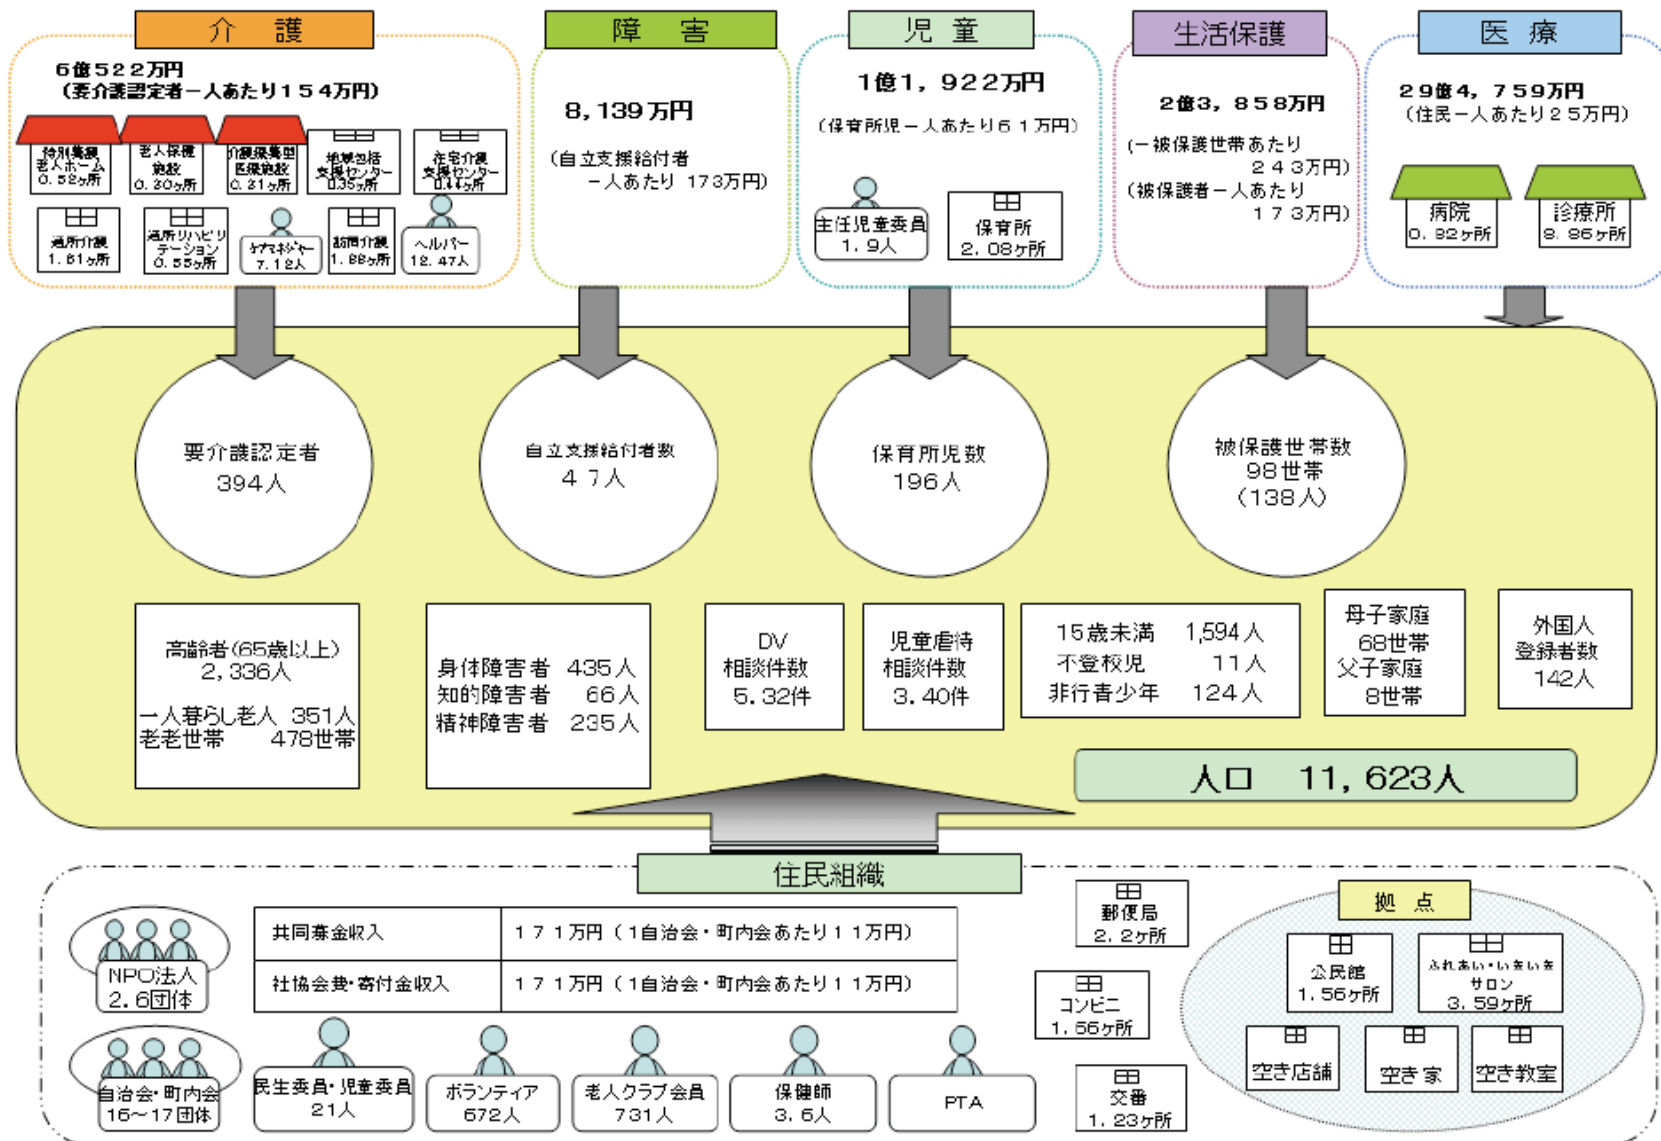 介 護
6億522万円
(要介護認定者一人あたり154万円)
特別養護
老人ホーム
0.52ヶ所
老人保健
施設
0.30ヶ所
介護療養型
医療施設
0.21ヶ所
地域包括
支援センター
0.35ヶ所
在宅介護
支援センター
0.44ヶ所
通所介護
1.61ヶ所
通所リハビリ
テーション
0.55ヶ所
ケアマネジャー
7.12人
訪問介護
1.88ヶ所
ヘルパー
12.47人
障 害
8,139万円
(自立支援給付者
一人あたり 173万円)
児 童
1億1,922万円
(保育所児一人あたり61万円)
主任児童委員
1.9人
保育所
2.08ヶ所
生活保護
2億3,858万円
(一被保護世帯あたり
243万円)
(被保護者一人あたり
173万円)
医 療
29億4,759万円
(住民一人あたり25万円)
病院
0.82ヶ所
診療所
8.86ヶ所
要介護認定者
394人
自立支援給付者数
47人
保育所児数
196人
被保護世帯数
98世帯
(138人)
高齢者(65歳以上)
2,336人
一人暮らし老人 351人
老老世帯 478世帯
身体障害者 435人
知的障害者 66人
精神障害者 235人
DV
相談件数
5.32件
児童虐待
相談件数
3.40件
15歳未満 1,594人
不登校児 11人
非行青少年 124人
母子家庭
68世帯
父子家庭
8世帯
外国人
登録者数
142人
人口 11,623人
住民組織
NPO法人
2.6団体
共同募金収入 171万円(1自治会・町内会あたり11万円)
社協会費・寄付金収入 171万円(1自治会・町内会あたり11万円)
自治会・町内会
16～17団体
民生委員・児童委員
21人
ボランティア
672人
老人クラブ会員
731人
保健師
3.6人
PTA
郵便局
2.2ヶ所
コンビニ
1.56ヶ所
交番
1.23ヶ所
拠 点
公民館
1.56ヶ所
ふれあい・いきいき
サロン
3.59ヶ所
空き店舗
空き家
空き教室